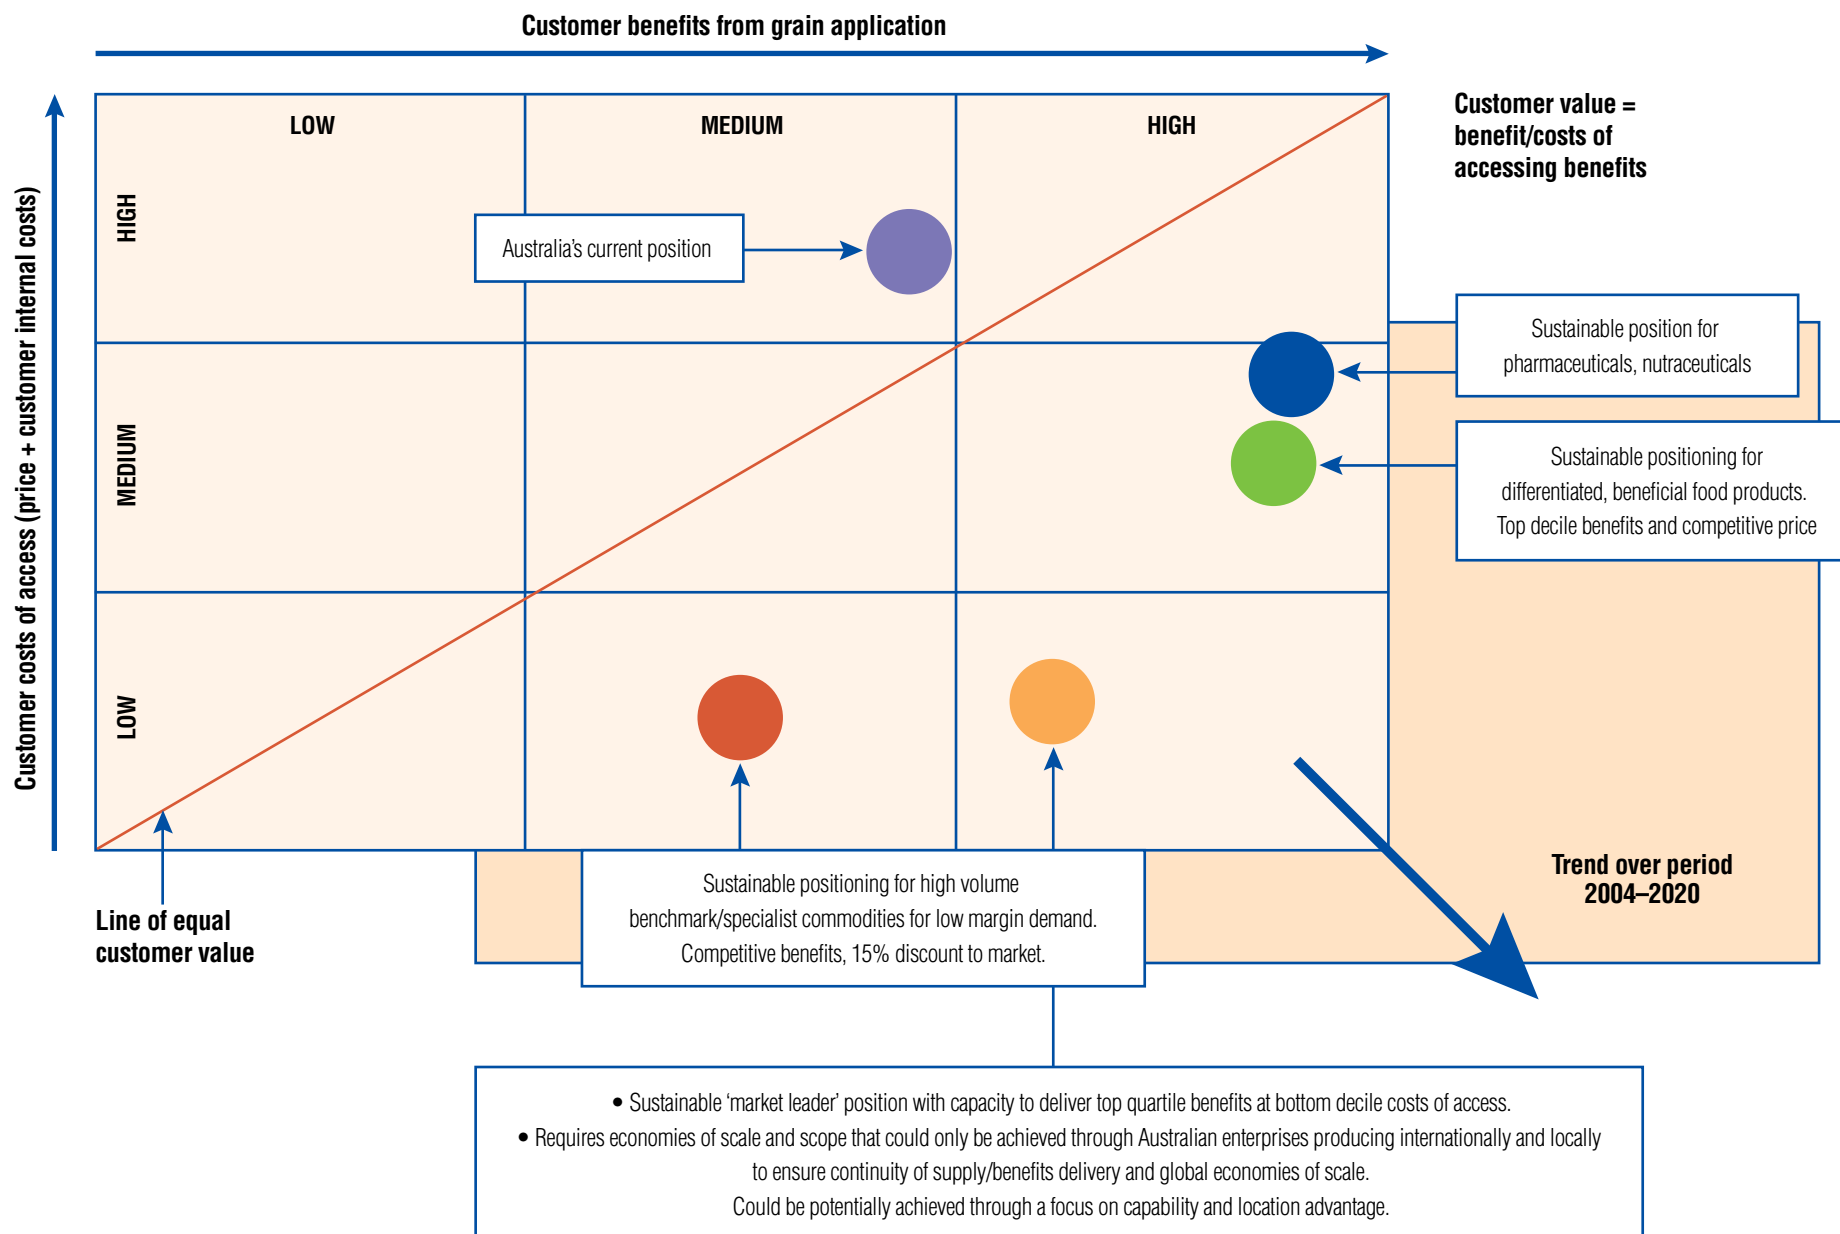 Customer benefits from grain application
Customer value =
benefit/costs of
accessing benefits
LOW
MEDIUM
HIGH
Customer costs of access (price + customer internal costs)
HIGH
MEDIUM
LOW
Australia's current position
Sustainable position for
pharmaceuticals, nutraceuticals
Sustainable positioning for
differentiated, beneficial food products.
Top decile benefits and competitive price
Trend over period
2004–2020
Line of equal
customer value
Sustainable positioning for high volume
benchmark/specialist commodities for low margin demand.
Competitive benefits, 15% discount to market.
• Sustainable ‘market leader’ position with capacity to deliver top quartile benefits at bottom decile costs of access.
• Requires economies of scale and scope that could only be achieved through Australian enterprises producing internationally and locally
to ensure continuity of supply/benefits delivery and global economies of scale.
Could be potentially achieved through a focus on capability and location advantage.